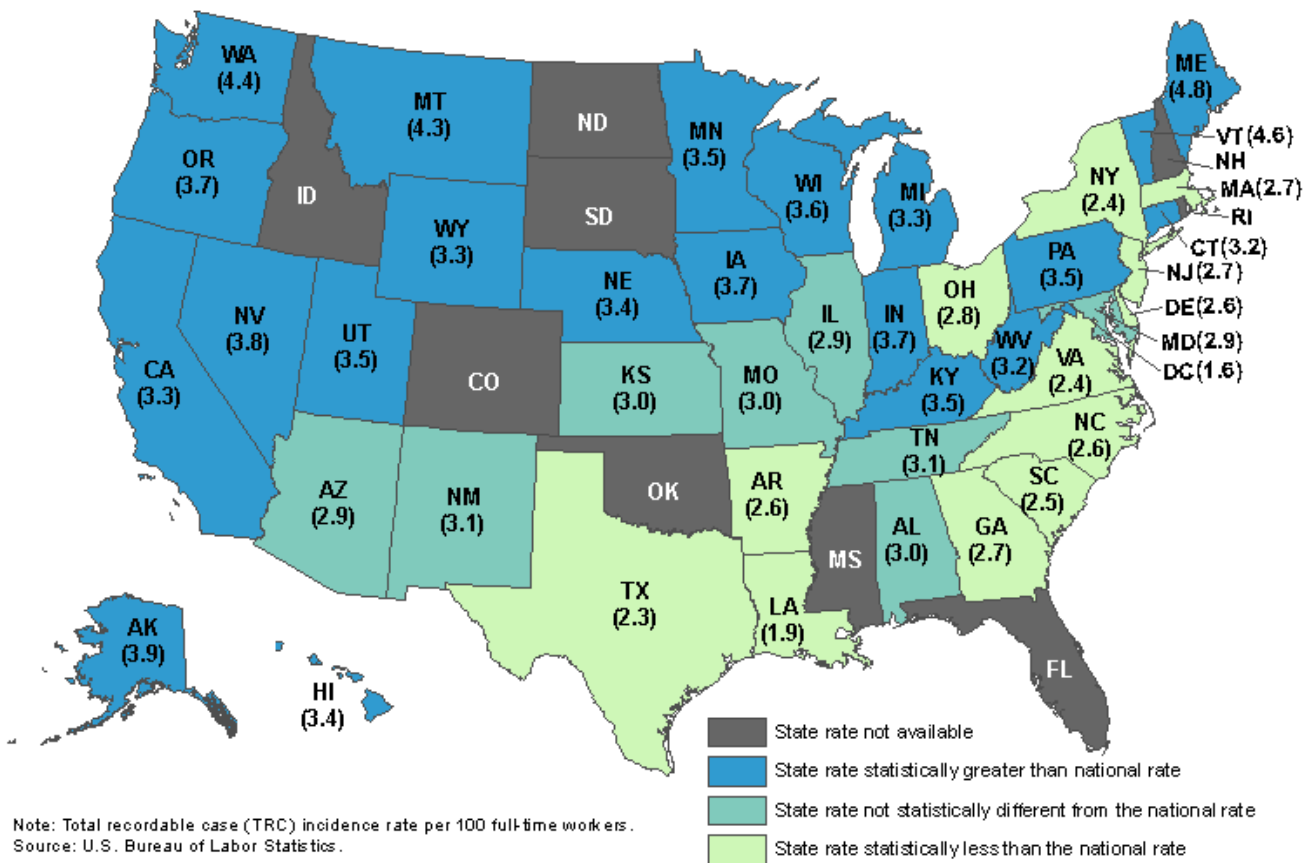 WA
(4.4)
MT
(4.3)
ND
MN
(3.5)
ME
(4.8)
VT(4.6)
NH
MA(2.7)
RI
CT(3.2)
NJ(2.7)
DE(2.6)
MD(2.9)
DC(1.6)
OR
(3.7)
ID
WY
(3.3)
SD
WI
(3.6)
MI
(3.3)
NY
(2.4)
NV
(3.8)
UT
(3.5)
NE
(3.4)
IA
(3.7)
IL
(2.9)
IN
(3.7)
OH
(2.8)
PA
(3.5)
WV
(3.2)
VA
(2.4)
CA
(3.3)
CO
KS
(3.0)
MO
(3.0)
KY
(3.5)
NC
(2.6)
TN
(3.1)
SC
(2.5)
AZ
(2.9)
NM
(3.1)
OK
AR
(2.6)
MS
AL
(3.0)
GA
(2.7)
TX
(2.3)
LA
(1.9)
FL
AK
(3.9)
HI
(3.4)
State rate not available
State rate statistically greater than national rate
State rate not statistically different from the national rate
State rate statistically less than the national rate
Note: Total recordable case (TRC) incidence rate per 100 full-time workers.
Source: U.S. Bureau of Labor Statistics.